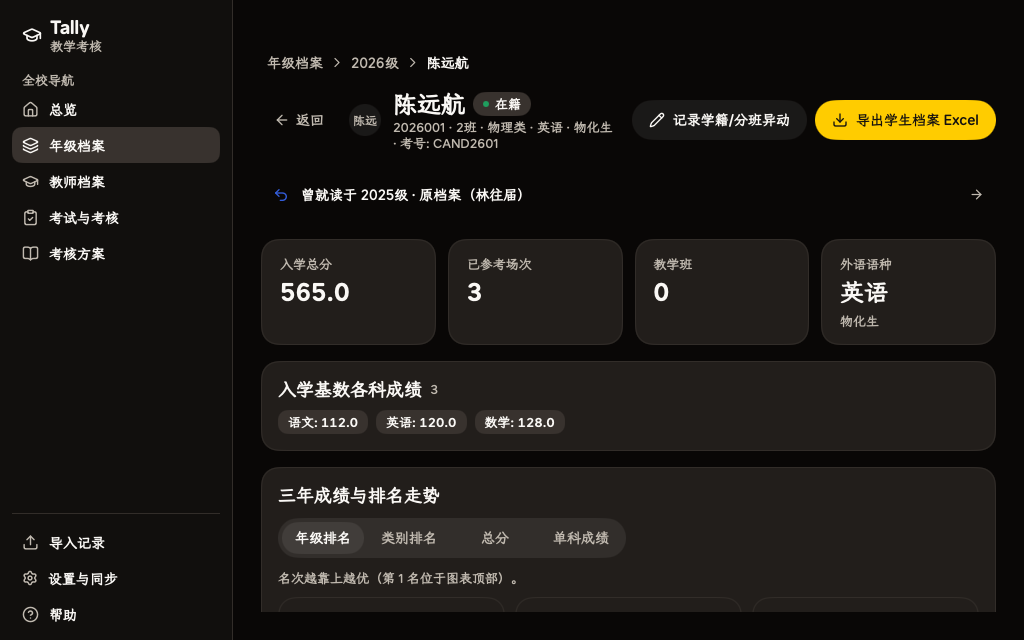 Tally
教学考核
全校导航
总览
年级档案
教师档案
考试与考核
考核方案
导入记录
设置与同步
帮助
年级档案 > 2026级 > 陈远航
返回
陈远
陈远航 在籍
2026001 · 2班 · 物理类 · 英语 · 物化生
· 考号: CAND2601
记录学籍/分班异动
导出学生档案 Excel
曾就读于 2025级 · 原档案（林往届）
入学总分
565.0
已参考场次
3
教学班
0
外语语种
英语
物化生
入学基数各科成绩 3
语文: 112.0 英语: 120.0 数学: 128.0
三年成绩与排名走势
年级排名 类别排名 总分 单科成绩
名次越靠上越优（第 1 名位于图表顶部）。